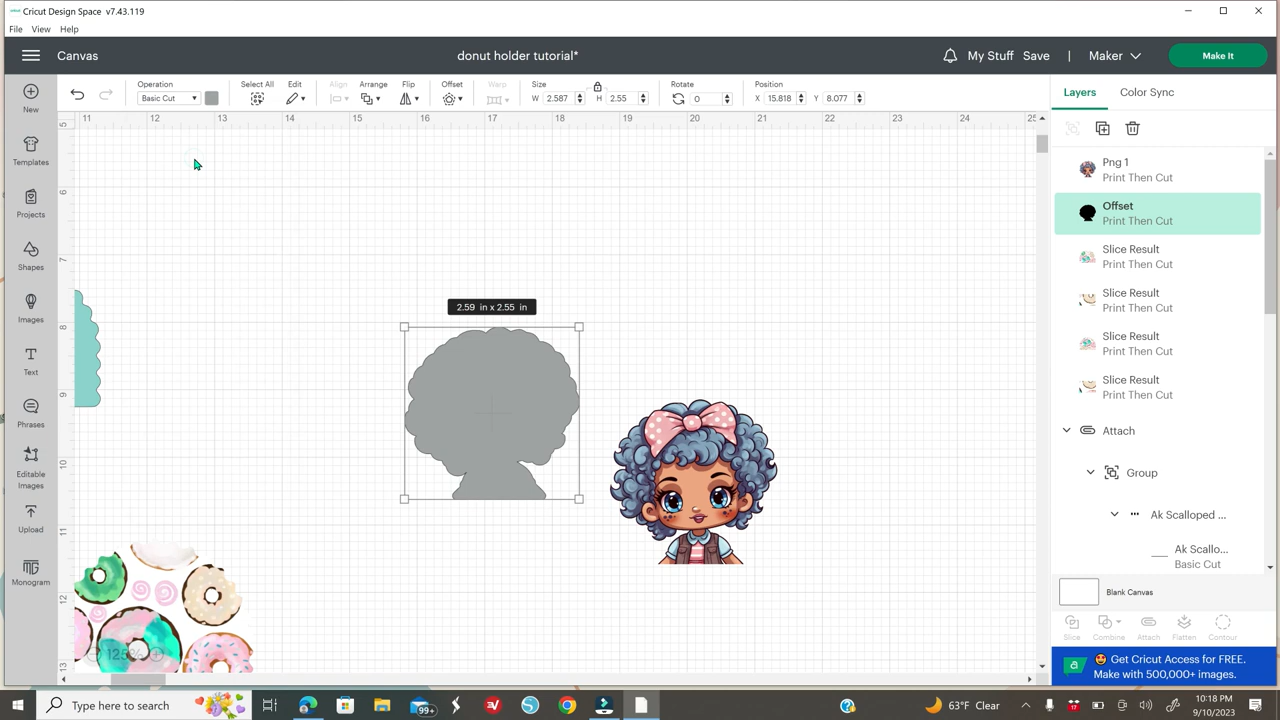 Cricut Design Space v7.43.119
File View Help
Canvas
donut holder tutorial*
My Stuff Save | Maker Make It
New
Templates
Projects
Shapes
Images
Text
Phrases
Editable
Images
Upload
Monogram
Operation
Basic Cut
Select All
Edit
Align
Arrange
Flip
Offset
Warp
Size
W 2.587 H 2.55
Rotate
0
Position
X 15.818 Y 8.077
11 12 13 14 15 16 17 18 19 20 21 22 23 24 25
5
6
7
8
9
10
11
12
13
2.59 in x 2.55 in
125%
Layers Color Sync
Png 1
Print Then Cut
Offset
Print Then Cut
Slice Result
Print Then Cut
Slice Result
Print Then Cut
Slice Result
Print Then Cut
Slice Result
Print Then Cut
Attach
Group
Ak Scalloped ...
Ak Scallo...
Basic Cut
Blank Canvas
Slice Combine Attach Flatten Contour
Get Cricut Access for FREE.
Make with 500,000+ images.
Type here to search
99+
63°F Clear
10:18 PM
9/10/2023